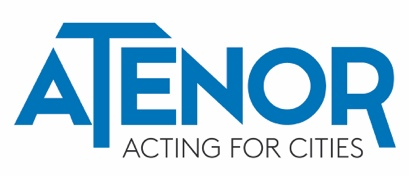 ATENOR
ACTING FOR CITIES